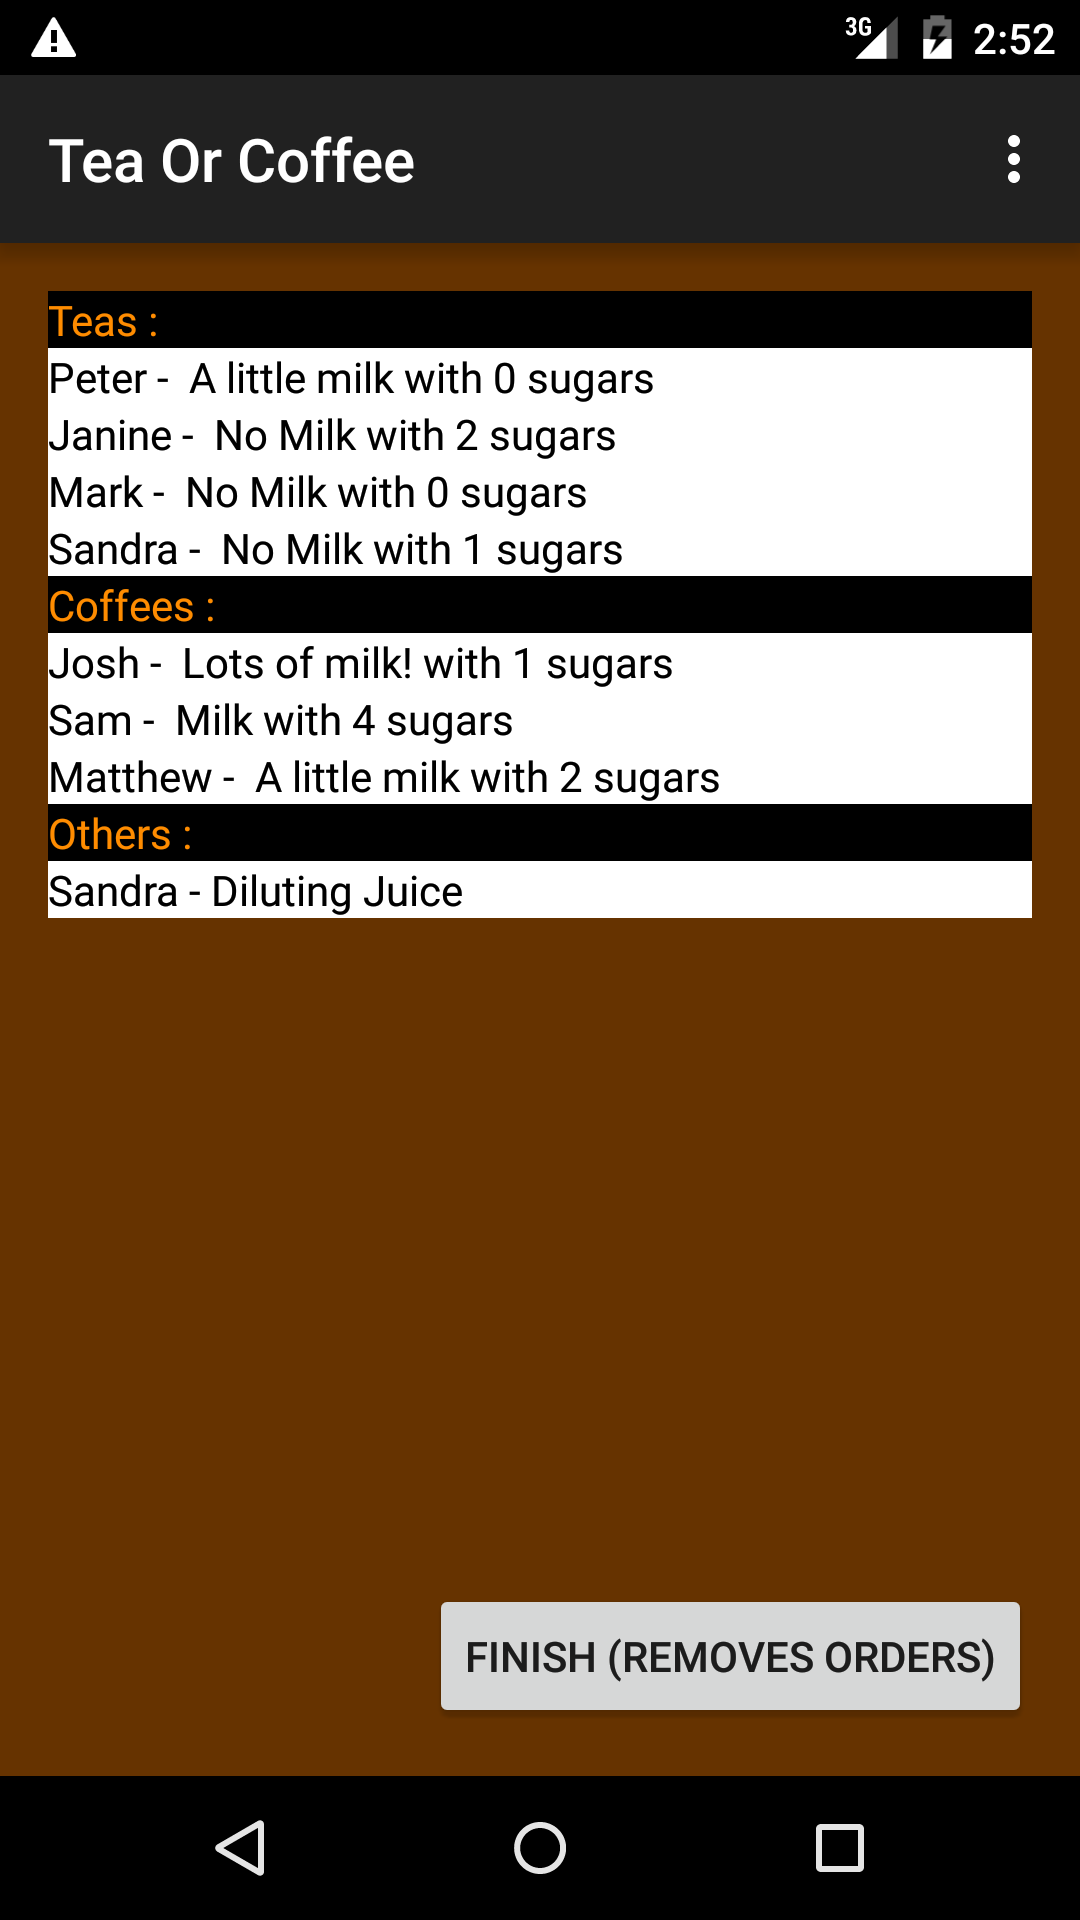 3G 2:52
Tea Or Coffee
Teas :
Peter -  A little milk with 0 sugars
Janine -  No Milk with 2 sugars
Mark -  No Milk with 0 sugars
Sandra -  No Milk with 1 sugars
Coffees :
Josh -  Lots of milk! with 1 sugars
Sam -  Milk with 4 sugars
Matthew -  A little milk with 2 sugars
Others :
Sandra - Diluting Juice
FINISH (REMOVES ORDERS)